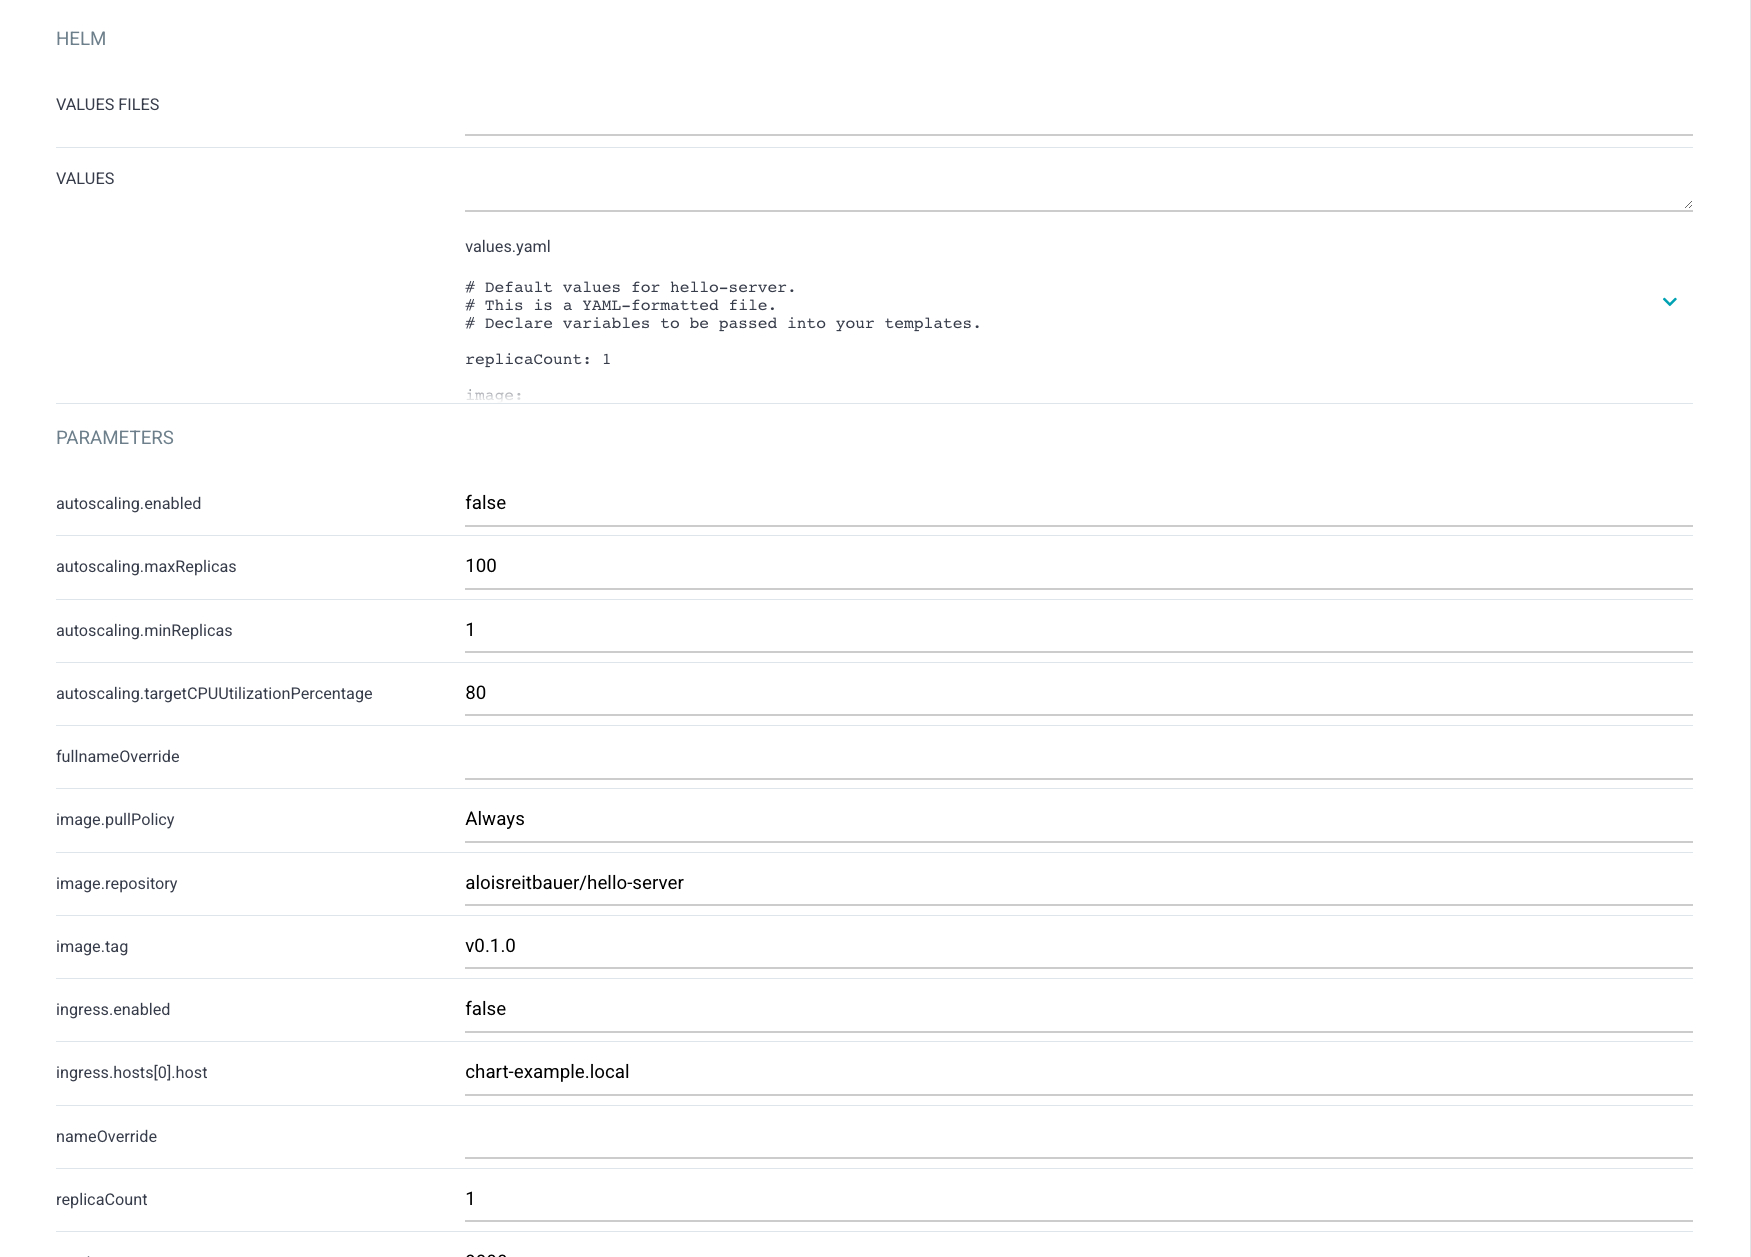 HELM
VALUES FILES
VALUES
values.yaml
# Default values for hello-server.
# This is a YAML-formatted file.
# Declare variables to be passed into your templates.
replicaCount: 1
image:
PARAMETERS
autoscaling.enabled false
autoscaling.maxReplicas 100
autoscaling.minReplicas 1
autoscaling.targetCPUUtilizationPercentage 80
fullnameOverride
image.pullPolicy Always
image.repository aloisreitbauer/hello-server
image.tag v0.1.0
ingress.enabled false
ingress.hosts[0].host chart-example.local
nameOverride
replicaCount 1